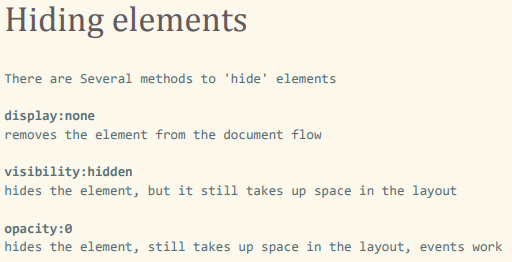 Hiding elements
There are Several methods to 'hide' elements
display:none
removes the element from the document flow
visibility:hidden
hides the element, but it still takes up space in the layout
opacity:0
hides the element, still takes up space in the layout, events work